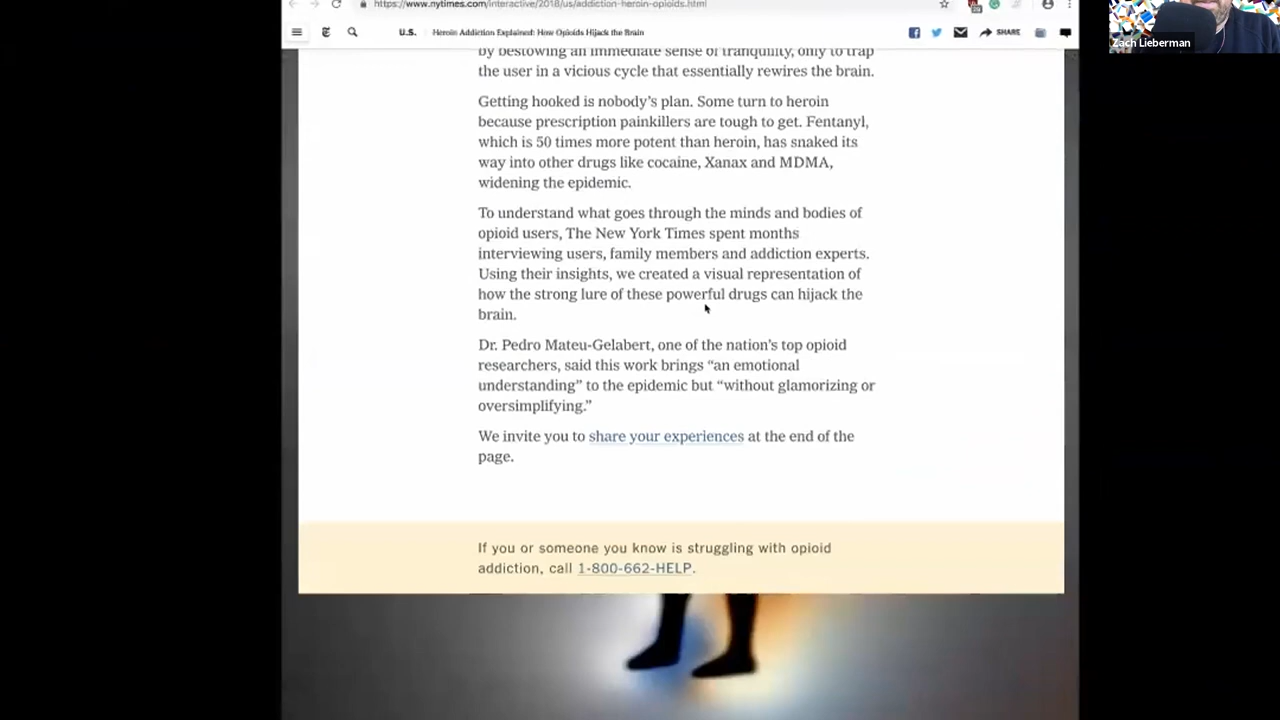 https://www.nytimes.com/interactive/2018/us/addiction-heroin-opioids.html
U.S. Heroin Addiction Explained: How Opioids Hijack the Brain SHARE
Zach Lieberman
by bestowing an immediate sense of tranquility, only to trap
the user in a vicious cycle that essentially rewires the brain.
Getting hooked is nobody’s plan. Some turn to heroin
because prescription painkillers are tough to get. Fentanyl,
which is 50 times more potent than heroin, has snaked its
way into other drugs like cocaine, Xanax and MDMA,
widening the epidemic.
To understand what goes through the minds and bodies of
opioid users, The New York Times spent months
interviewing users, family members and addiction experts.
Using their insights, we created a visual representation of
how the strong lure of these powerful drugs can hijack the
brain.
Dr. Pedro Mateu-Gelabert, one of the nation’s top opioid
researchers, said this work brings “an emotional
understanding” to the epidemic but “without glamorizing or
oversimplifying.”
We invite you to share your experiences at the end of the
page.
If you or someone you know is struggling with opioid
addiction, call 1-800-662-HELP.